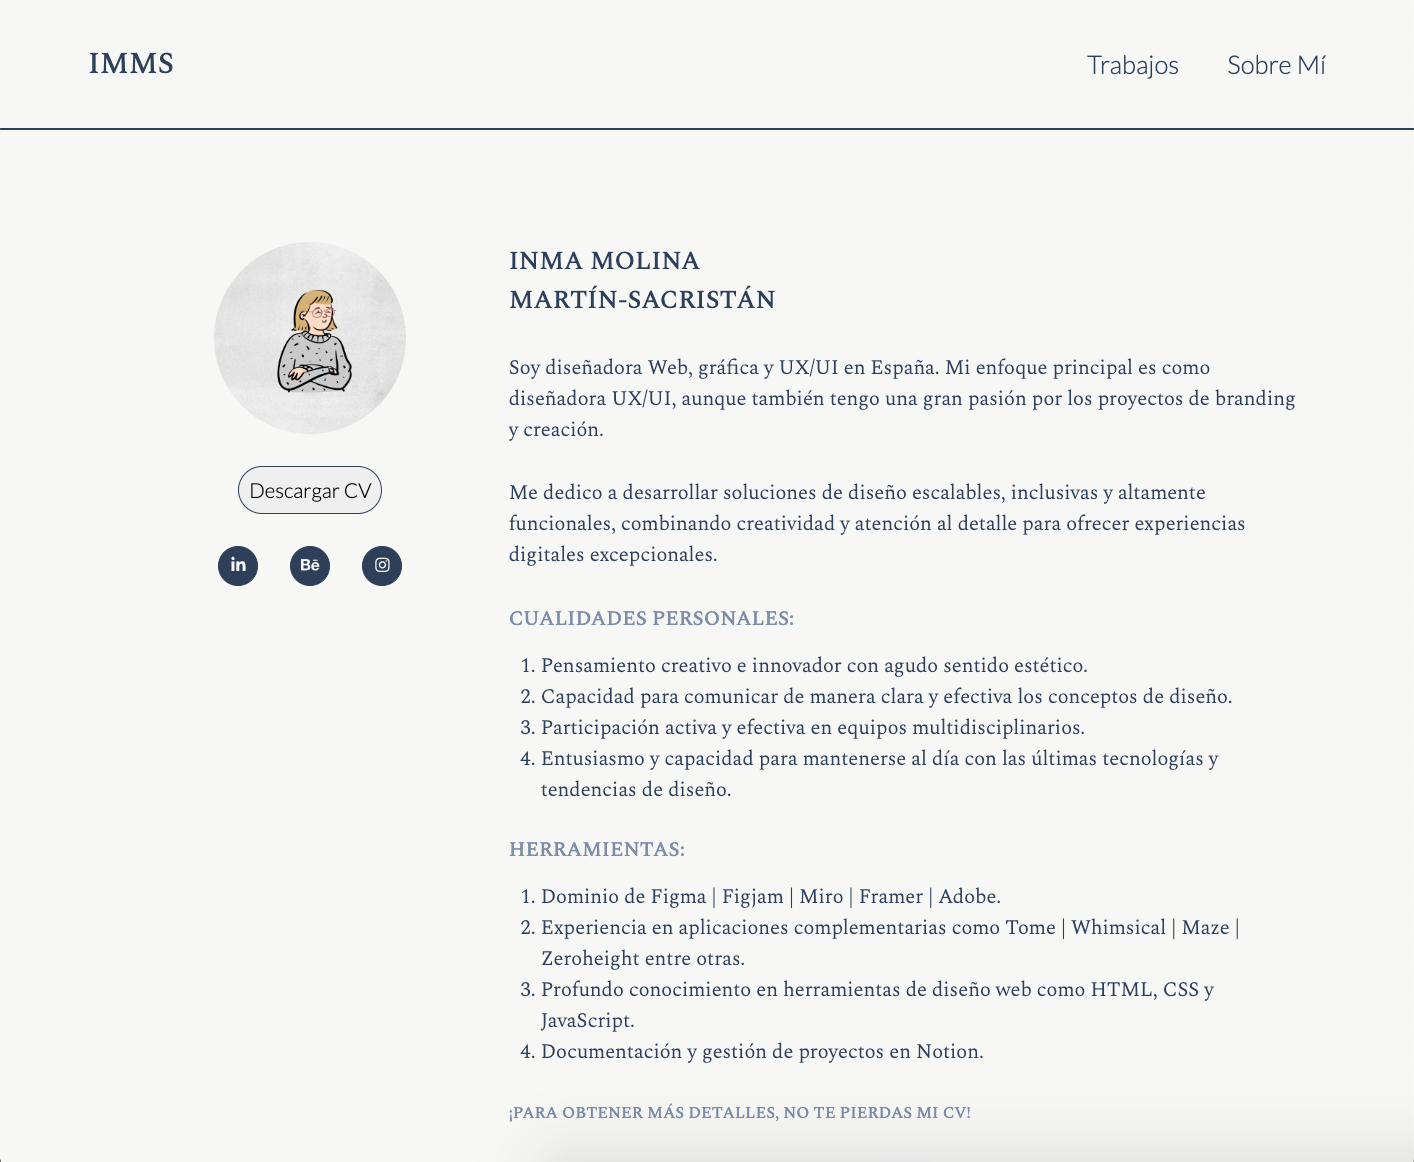 IMMS
Trabajos
Sobre Mí
INMA MOLINA
MARTÍN-SACRISTÁN
Soy diseñadora Web, gráfica y UX/UI en España. Mi enfoque principal es como
diseñadora UX/UI, aunque también tengo una gran pasión por los proyectos de branding
y creación.
Me dedico a desarrollar soluciones de diseño escalables, inclusivas y altamente
funcionales, combinando creatividad y atención al detalle para ofrecer experiencias
digitales excepcionales.
Descargar CV
in
Bē
CUALIDADES PERSONALES:
1. Pensamiento creativo e innovador con agudo sentido estético.
2. Capacidad para comunicar de manera clara y efectiva los conceptos de diseño.
3. Participación activa y efectiva en equipos multidisciplinarios.
4. Entusiasmo y capacidad para mantenerse al día con las últimas tecnologías y
tendencias de diseño.
HERRAMIENTAS:
1. Dominio de Figma | Figjam | Miro | Framer | Adobe.
2. Experiencia en aplicaciones complementarias como Tome | Whimsical | Maze |
Zeroheight entre otras.
3. Profundo conocimiento en herramientas de diseño web como HTML, CSS y
JavaScript.
4. Documentación y gestión de proyectos en Notion.
¡PARA OBTENER MÁS DETALLES, NO TE PIERDAS MI CV!